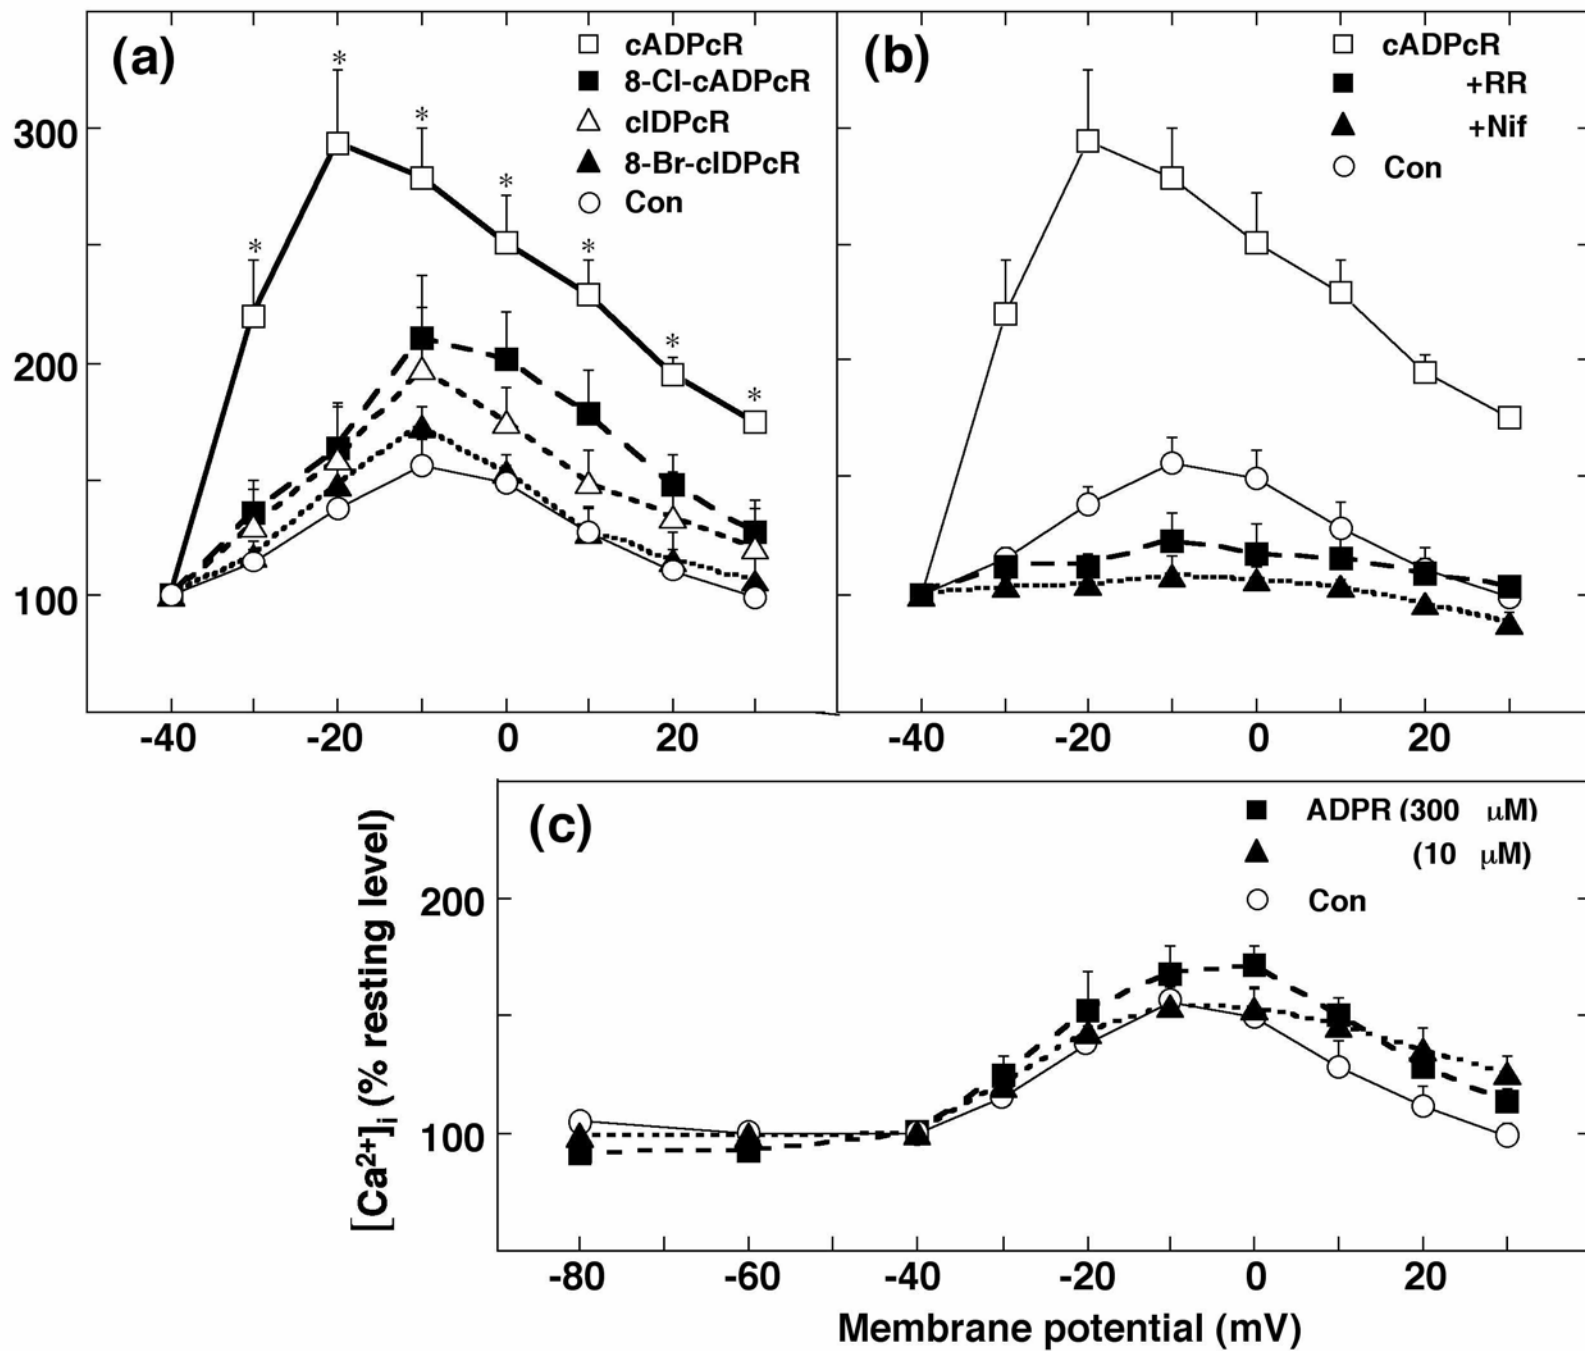 (a)
cADPcR
8-Cl-cADPcR
cIDPcR
8-Br-cIDPcR
Con
* * * * * * *
300
200
100
-40 -20 0 20
(b)
cADPcR
+RR
+Nif
Con
-40 -20 0 20
(c)
ADPR (300 μM)
(10 μM)
Con
[Ca2+]i (% resting level)
200
100
-80 -60 -40 -20 0 20
Membrane potential (mV)